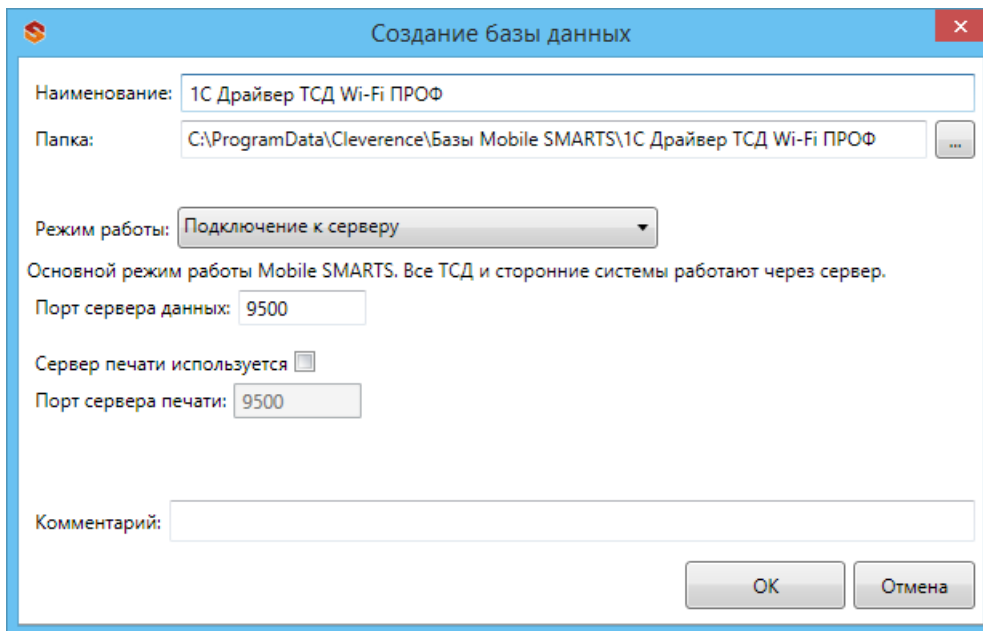 Создание базы данных
Наименование: 1С Драйвер ТСД Wi-Fi ПРОФ
Папка: C:\ProgramData\Cleverence\Базы Mobile SMARTS\1С Драйвер ТСД Wi-Fi ПРОФ ...
Режим работы: Подключение к серверу
Основной режим работы Mobile SMARTS. Все ТСД и сторонние системы работают через сервер.
Порт сервера данных: 9500
Сервер печати используется
Порт сервера печати: 9500
Комментарий:
ОК Отмена